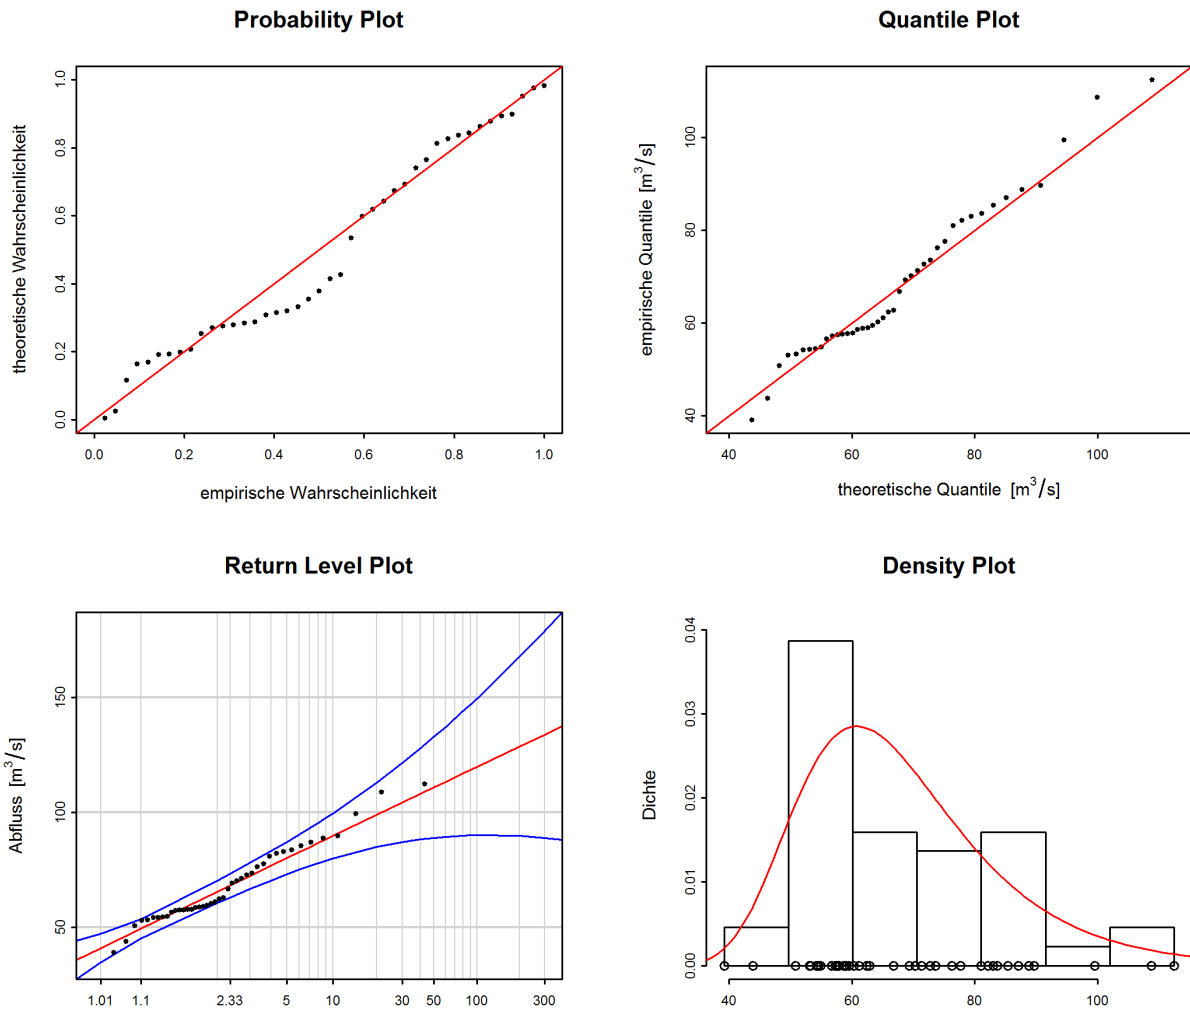 Probability Plot
1.0
0.8
0.6
0.4
0.2
0.0
theoretische Wahrscheinlichkeit
0.0 0.2 0.4 0.6 0.8 1.0
empirische Wahrscheinlichkeit
Quantile Plot
100
80
60
40
empirische Quantile [m³/s]
40 60 80 100
theoretische Quantile [m³/s]
Return Level Plot
150
100
50
Abfluss [m³/s]
1.01 1.1 2.33 5 10 30 50 100 300
Density Plot
0.04
0.03
0.02
0.01
0.00
Dichte
40 60 80 100